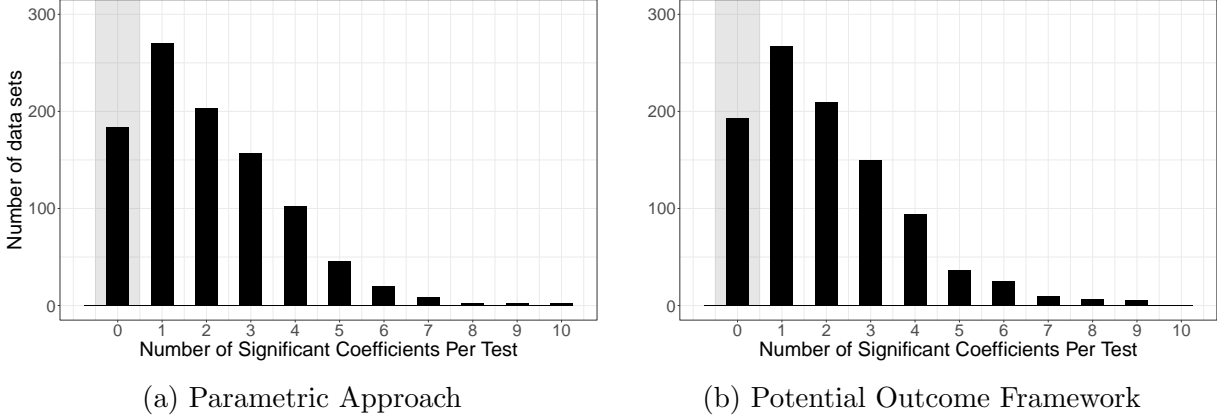 300
200
100
0
Number of data sets
0 1 2 3 4 5 6 7 8 9 10
Number of Significant Coefficients Per Test
(a) Parametric Approach
300
200
100
0
0 1 2 3 4 5 6 7 8 9 10
Number of Significant Coefficients Per Test
(b) Potential Outcome Framework